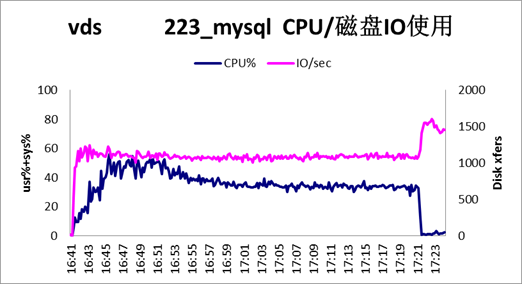 vds 223_mysql CPU/磁盘IO使用
CPU% IO/sec
usr%+sys%
100
80
60
40
20
0
2000
1500
1000
500
0
Disk xfers
16:41 16:43 16:45 16:47 16:49 16:51 16:53 16:55 16:57 16:59 17:01 17:03 17:05 17:07 17:09 17:11 17:13 17:15 17:17 17:19 17:21 17:23